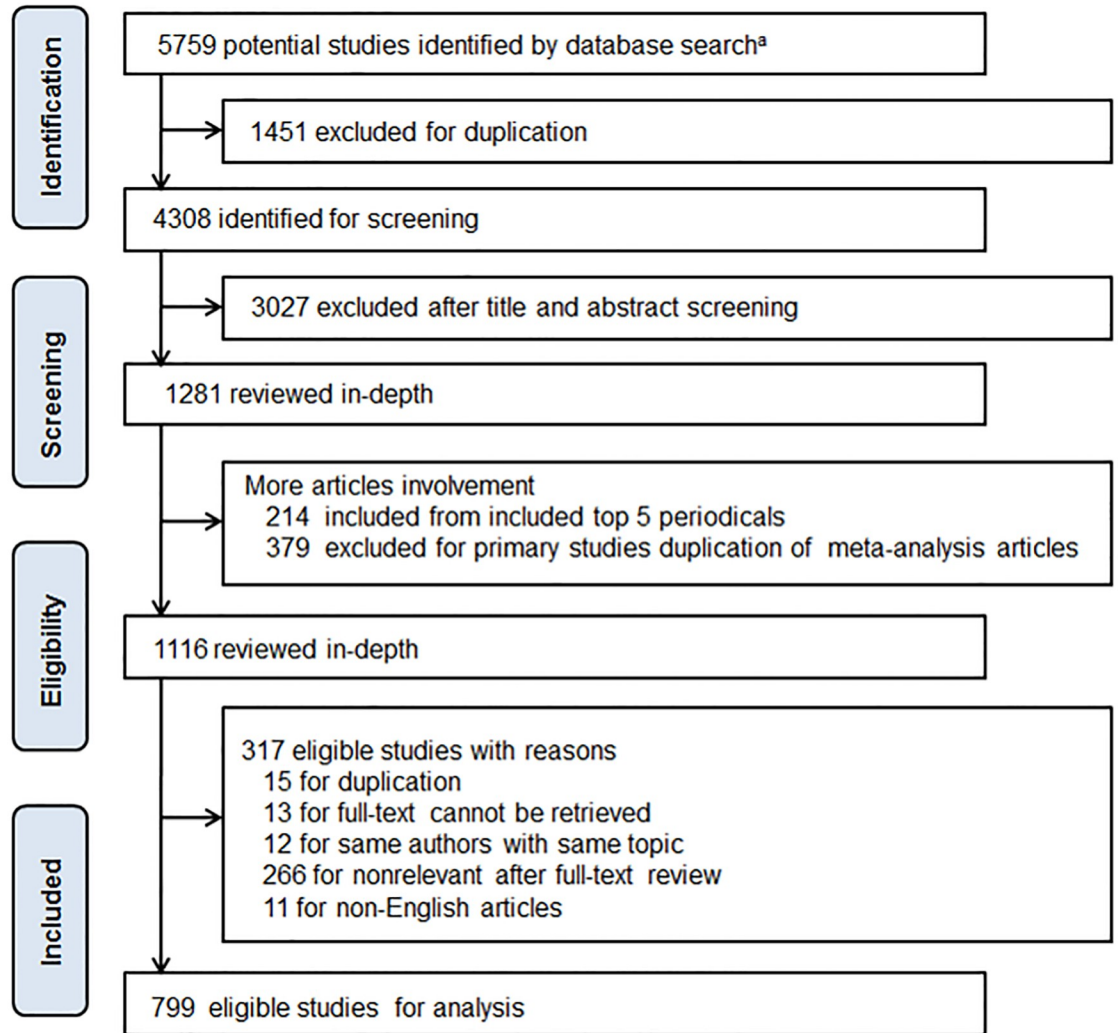 Identification
5759 potential studies identified by database searchᵃ
1451 excluded for duplication
4308 identified for screening
Screening
3027 excluded after title and abstract screening
1281 reviewed in-depth
More articles involvement
214 included from included top 5 periodicals
379 excluded for primary studies duplication of meta-analysis articles
Eligibility
1116 reviewed in-depth
317 eligible studies with reasons
15 for duplication
13 for full-text cannot be retrieved
12 for same authors with same topic
266 for nonrelevant after full-text review
11 for non-English articles
Included
799 eligible studies for analysis